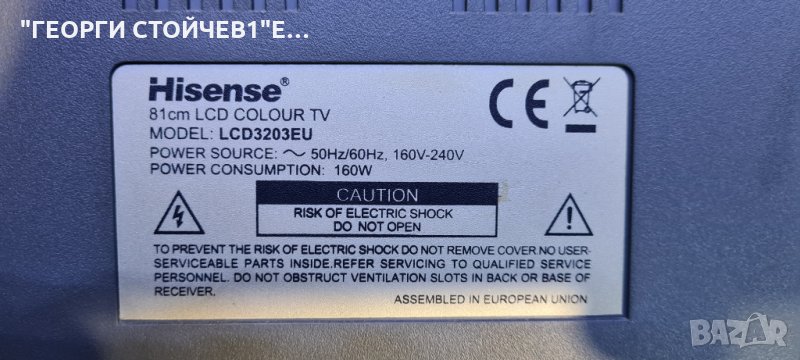 "ГЕОРГИ СТОЙЧЕВ1"Е...
Hisense®
81cm LCD COLOUR TV
MODEL: LCD3203EU
POWER SOURCE: ～ 50Hz/60Hz, 160V-240V
POWER CONSUMPTION: 160W
CE
CAUTION
RISK OF ELECTRIC SHOCK
DO NOT OPEN
TO PREVENT THE RISK OF ELECTRIC SHOCK DO NOT REMOVE COVER.NO USER-
SERVICEABLE PARTS INSIDE.REFER SERVICING TO QUALIFIED SERVICE
PERSONNEL. DO NOT OBSTRUCT VENTILATION SLOTS IN BACK OR BASE OF
RECEIVER.
ASSEMBLED IN EUROPEAN UNION
BAZAR